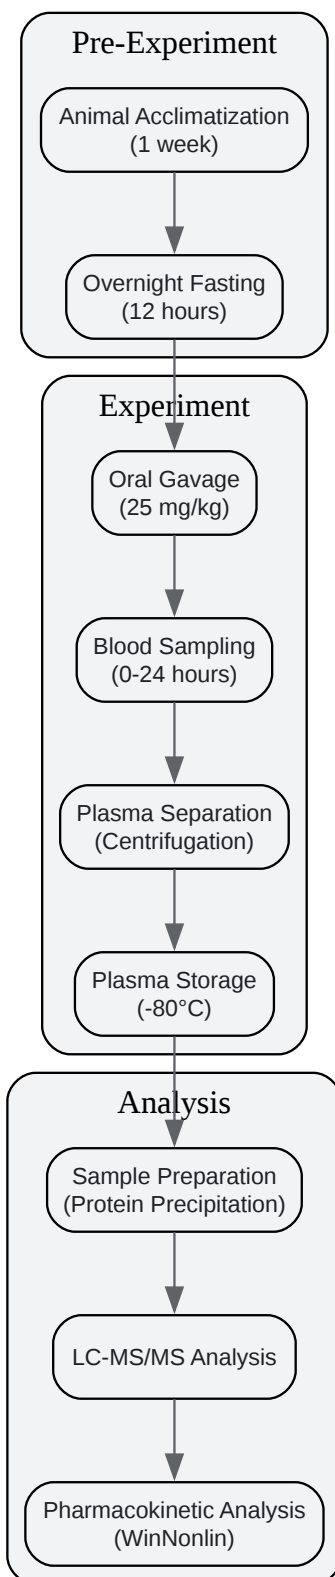 Pre-Experiment
Animal Acclimatization
(1 week)
Overnight Fasting
(12 hours)
Experiment
Oral Gavage
(25 mg/kg)
Blood Sampling
(0-24 hours)
Plasma Separation
(Centrifugation)
Plasma Storage
(-80°C)
Analysis
Sample Preparation
(Protein Precipitation)
LC-MS/MS Analysis
Pharmacokinetic Analysis
(WinNonlin)